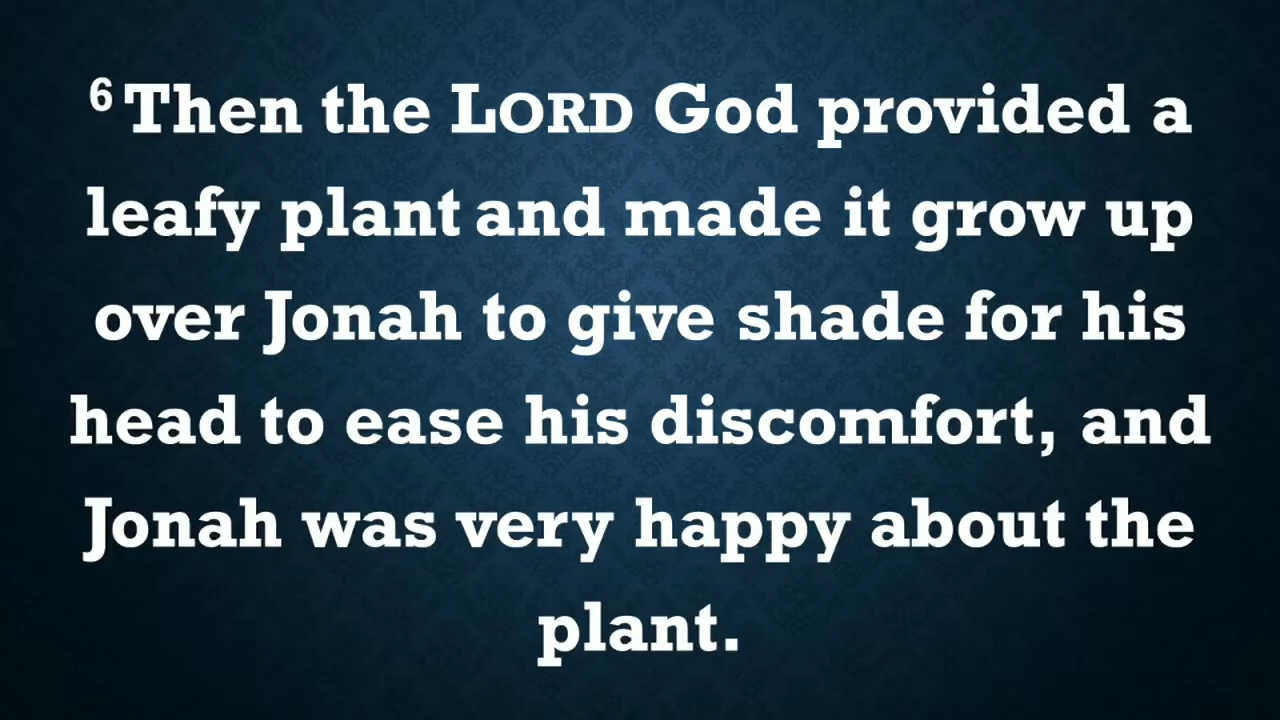 6 Then the LORD God provided a
leafy plant and made it grow up
over Jonah to give shade for his
head to ease his discomfort, and
Jonah was very happy about the
plant.